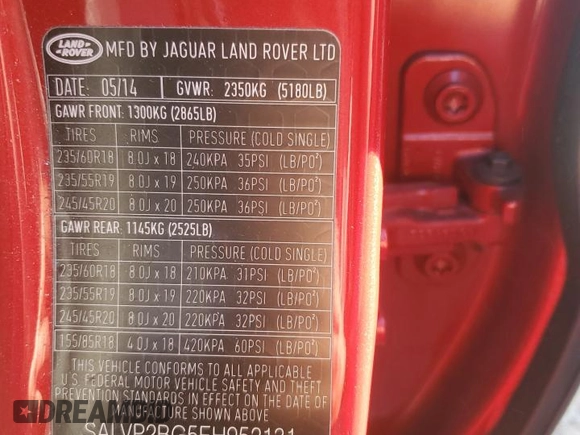 LAND ROVER MFD BY JAGUAR LAND ROVER LTD
DATE: 05/14 GVWR: 2350KG (5180LB)
GAWR FRONT: 1300KG (2865LB)
TIRES RIMS PRESSURE (COLD SINGLE)
235/60R18 8.0J x 18 240KPA 35PSI (LB/PO²)
235/55R19 8.0J x 19 250KPA 36PSI (LB/PO²)
245/45R20 8.0J x 20 250KPA 36PSI (LB/PO²)
GAWR REAR: 1145KG (2525LB)
TIRES RIMS PRESSURE (COLD SINGLE)
235/60R18 8.0J x 18 210KPA 31PSI (LB/PO²)
235/55R19 8.0J x 19 220KPA 32PSI (LB/PO²)
245/45R20 8.0J x 20 220KPA 32PSI (LB/PO²)
155/85R18 4.0J x 18 420KPA 60PSI (LB/PO²)
THIS VEHICLE CONFORMS TO ALL APPLICABLE
U.S. FEDERAL MOTOR VEHICLE SAFETY AND THEFT
PREVENTION STANDARDS IN EFFECT ON THE
DATE OF
DREAM